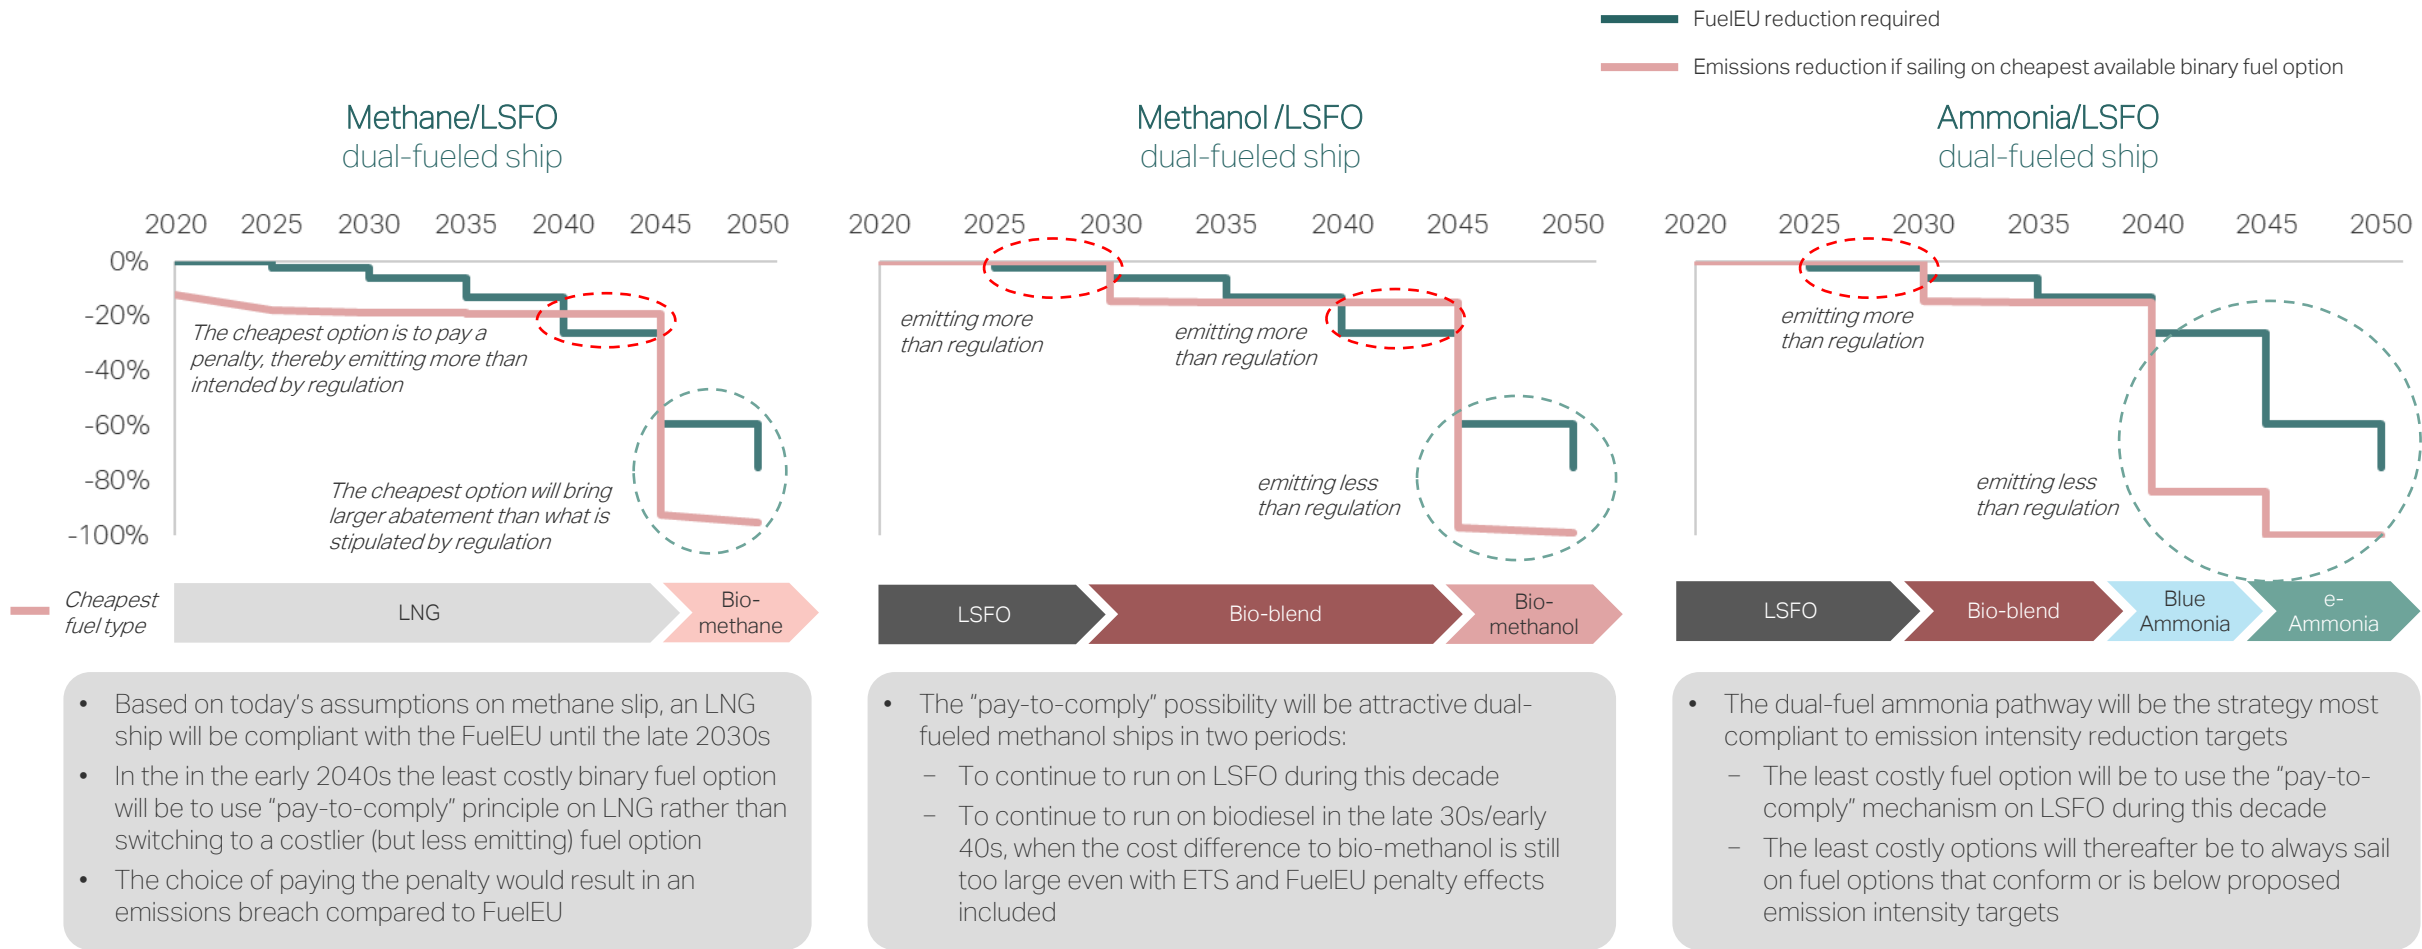 FuelEU reduction required
Emissions reduction if sailing on cheapest available binary fuel option
Methane/LSFO
dual-fueled ship
2020 2025 2030 2035 2040 2045 2050
0%
-20%
-40%
-60%
-80%
-100%
The cheapest option is to pay a
penalty, thereby emitting more than
intended by regulation
The cheapest option will bring
larger abatement than what is
stipulated by regulation
Methanol /LSFO
dual-fueled ship
2020 2025 2030 2035 2040 2045 2050
emitting more
than regulation
emitting more
than regulation
emitting less
than regulation
Ammonia/LSFO
dual-fueled ship
2020 2025 2030 2035 2040 2045 2050
emitting more
than regulation
emitting less
than regulation
Cheapest
fuel type
LNG
Bio-
methane
LSFO
Bio-blend
Bio-
methanol
LSFO
Bio-blend
Blue
Ammonia
e-
Ammonia
• Based on today's assumptions on methane slip, an LNG
ship will be compliant with the FuelEU until the late 2030s
• In the in the early 2040s the least costly binary fuel option
will be to use "pay-to-comply" principle on LNG rather than
switching to a costlier (but less emitting) fuel option
• The choice of paying the penalty would result in an
emissions breach compared to FuelEU
• The "pay-to-comply" possibility will be attractive dual-
fueled methanol ships in two periods:
– To continue to run on LSFO during this decade
– To continue to run on biodiesel in the late 30s/early
40s, when the cost difference to bio-methanol is still
too large even with ETS and FuelEU penalty effects
included
• The dual-fuel ammonia pathway will be the strategy most
compliant to emission intensity reduction targets
– The least costly fuel option will be to use the "pay-to-
comply" mechanism on LSFO during this decade
– The least costly options will thereafter be to always sail
on fuel options that conform or is below proposed
emission intensity targets